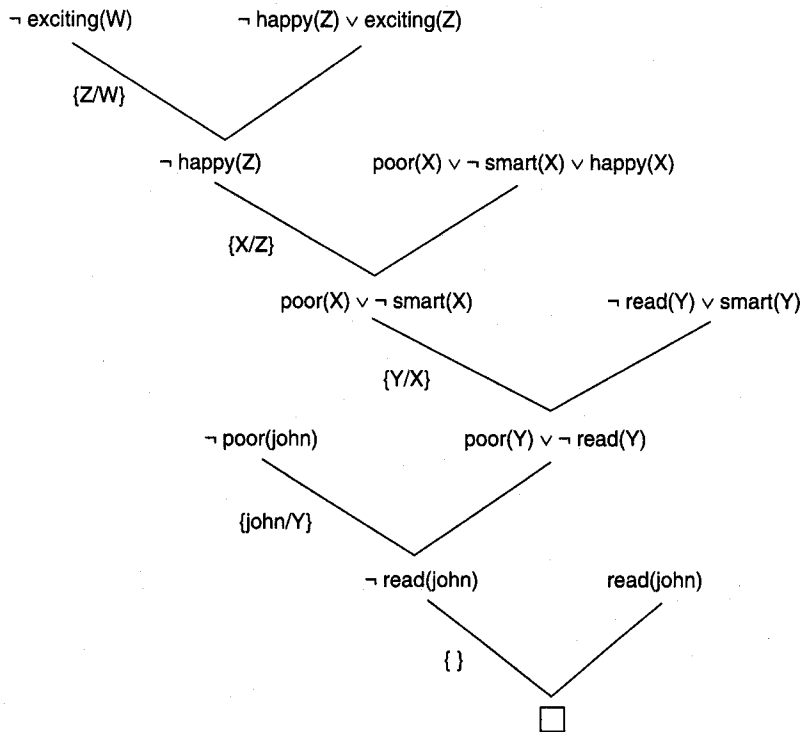 ¬ exciting(W) ¬ happy(Z) ∨ exciting(Z)
{Z/W}
¬ happy(Z) poor(X) ∨ ¬ smart(X) ∨ happy(X)
{X/Z}
poor(X) ∨ ¬ smart(X) ¬ read(Y) ∨ smart(Y)
{Y/X}
¬ poor(john) poor(Y) ∨ ¬ read(Y)
{john/Y}
¬ read(john) read(john)
{ }